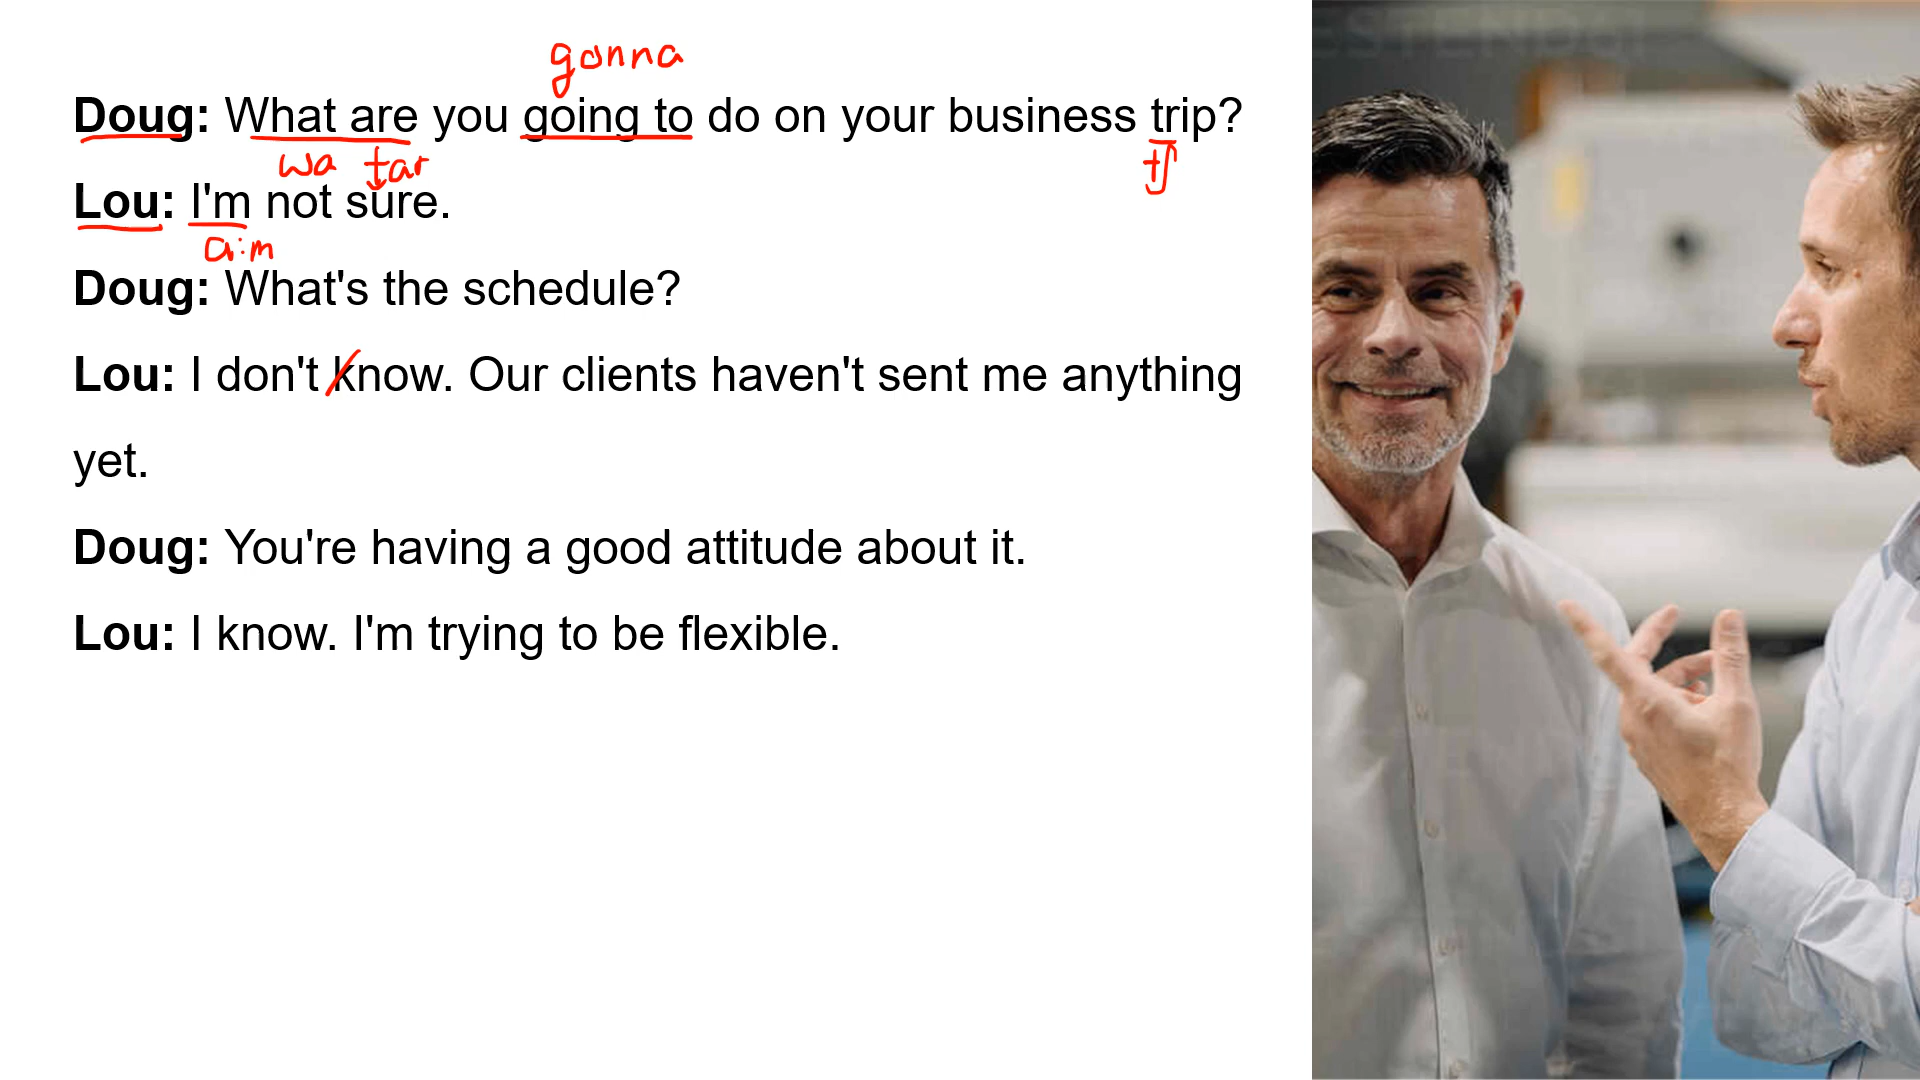 gonna
Doug: What are you going to do on your business trip?
wa tar tʃ
Lou: I'm not sure.
a:m
Doug: What's the schedule?
Lou: I don't know. Our clients haven't sent me anything
yet.
Doug: You're having a good attitude about it.
Lou: I know. I'm trying to be flexible.